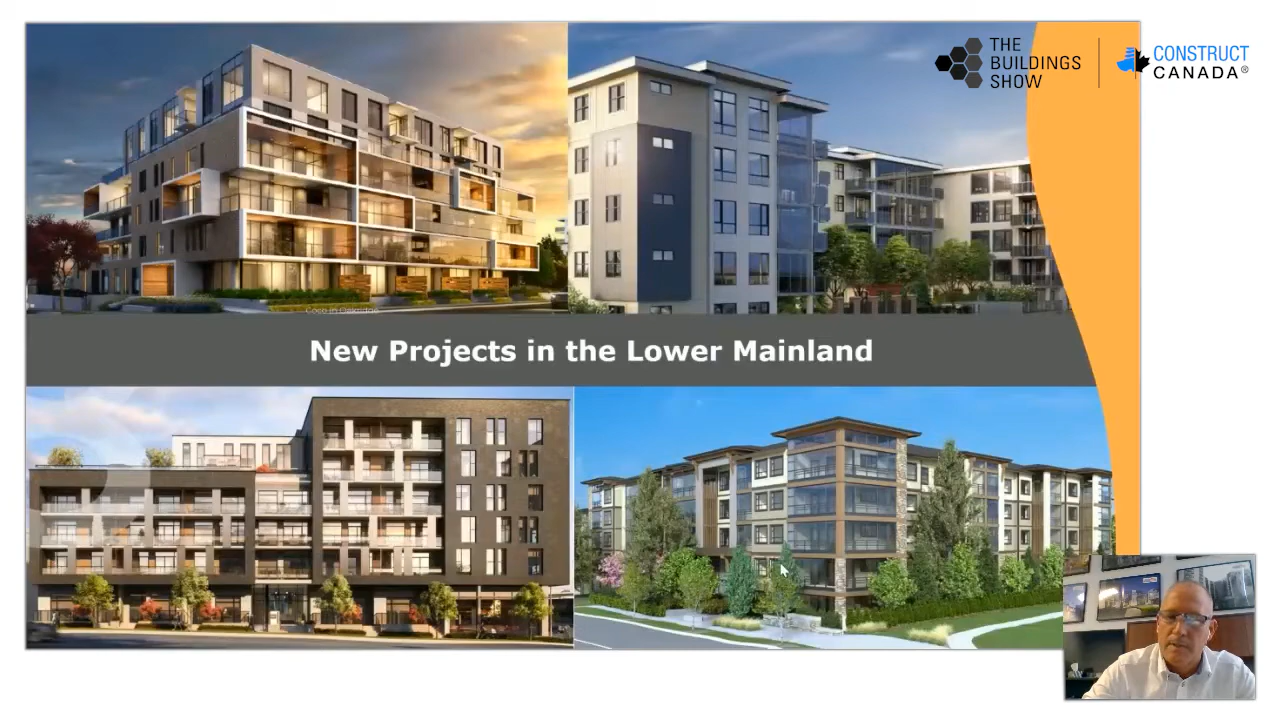 THE
BUILDINGS
SHOW
CONSTRUCT
CANADA®
New Projects in the Lower Mainland